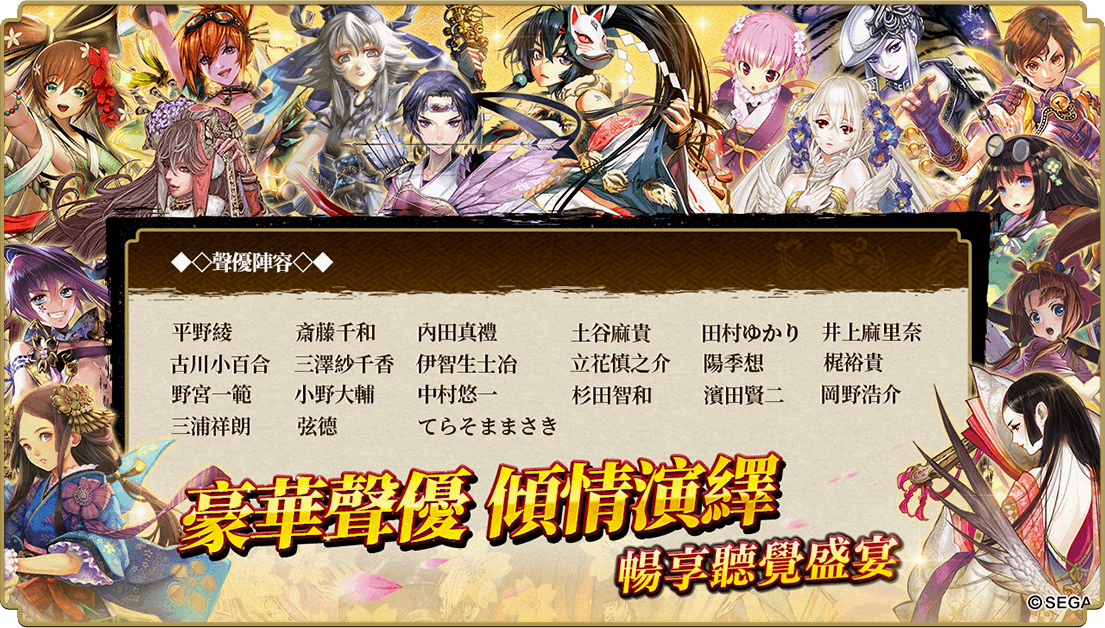 ◆◇聲優陣容◇◆
平野綾 斎藤千和 內田真禮 土谷麻貴 田村ゆかり 井上麻里奈
古川小百合 三澤紗千香 伊智生士冶 立花慎之介 陽季想 梶裕貴
野宮一範 小野大輔 中村悠一 杉田智和 濱田賢二 岡野浩介
三浦祥朗 弦徳 てらそままさき
豪華聲優 傾情演繹
暢享聽覺盛宴
© SEGA